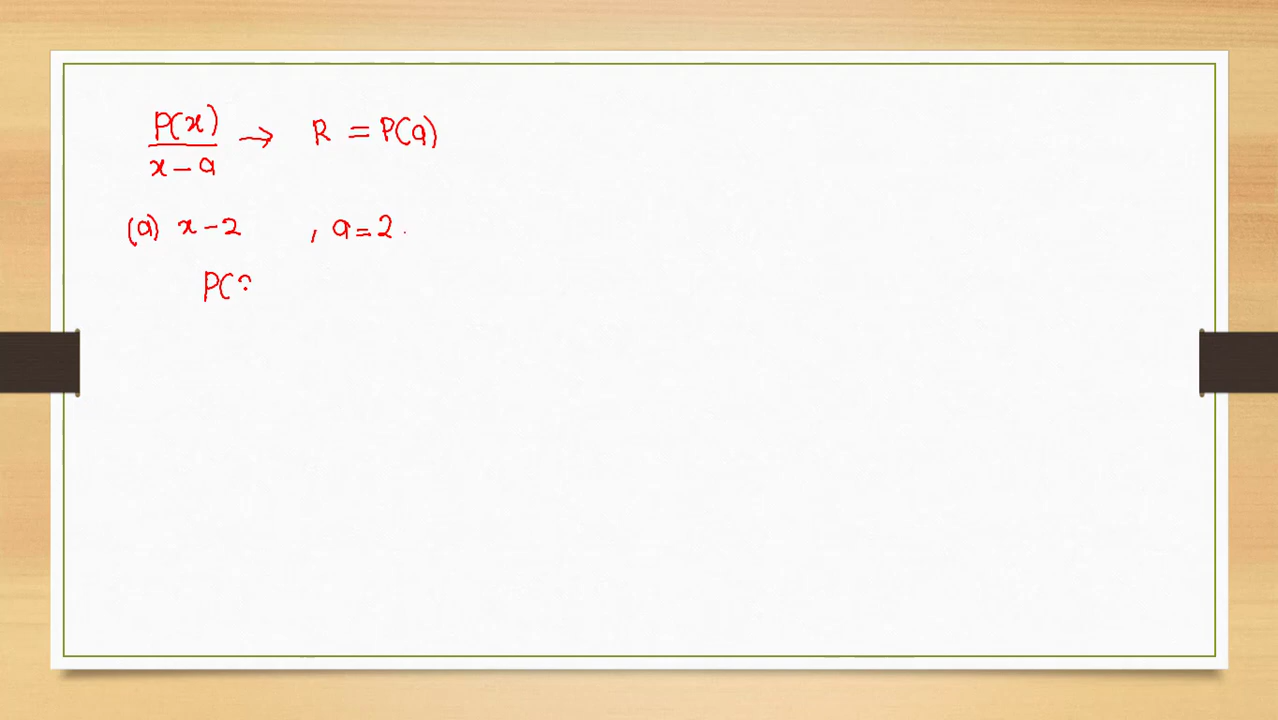 P(x)/(x-a) → R = P(a)
(a) x-2 , a=2.
P(